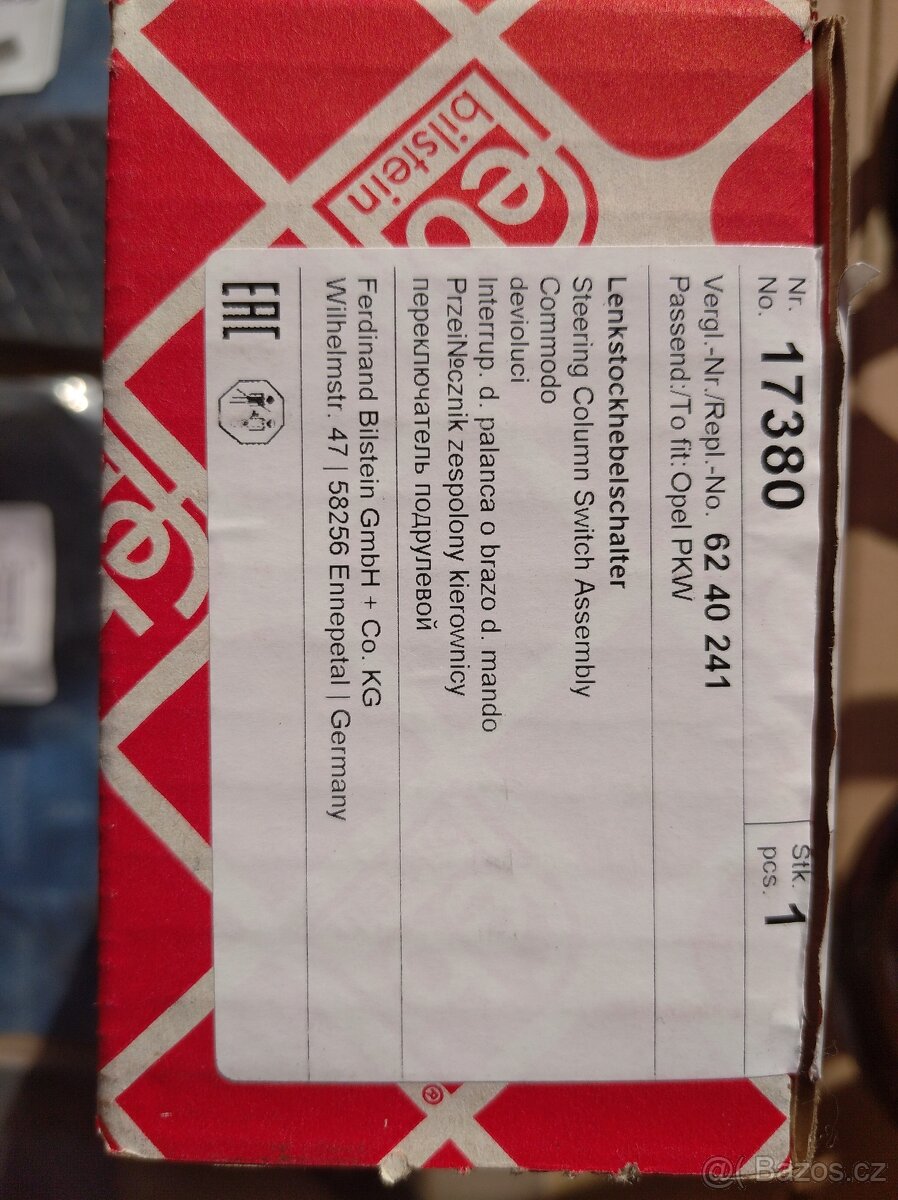 bilstein
Nr. 17380
No.
Stk. 1
pcs.
Vergl.-Nr./Repl.-No. 62 40 241
Passend:/To fit: Opel PKW
Lenkstockhebelschalter
Steering Column Switch Assembly
Commodo
devioluci
Interrup. d. palanca o brazo d. mando
Przei№cznik zespolony kierownicy
переключатель подрулевой
Ferdinand Bilstein GmbH + Co. KG
Wilhelmstr. 47 | 58256 Ennepetal | Germany
EAC
®
Bazos.cz